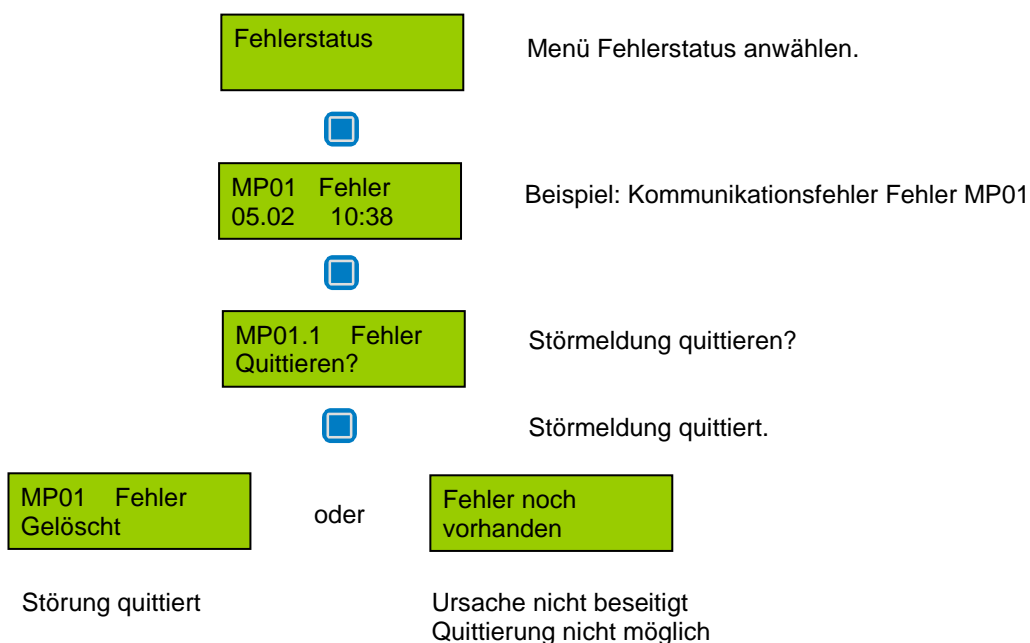 Fehlerstatus
Menü Fehlerstatus anwählen.
MP01 Fehler
05.02 10:38
Beispiel: Kommunikationsfehler Fehler MP01
MP01.1 Fehler
Quittieren?
Störmeldung quittieren?
Störmeldung quittiert.
MP01 Fehler
Gelöscht
oder
Fehler noch
vorhanden
Störung quittiert
Ursache nicht beseitigt
Quittierung nicht möglich